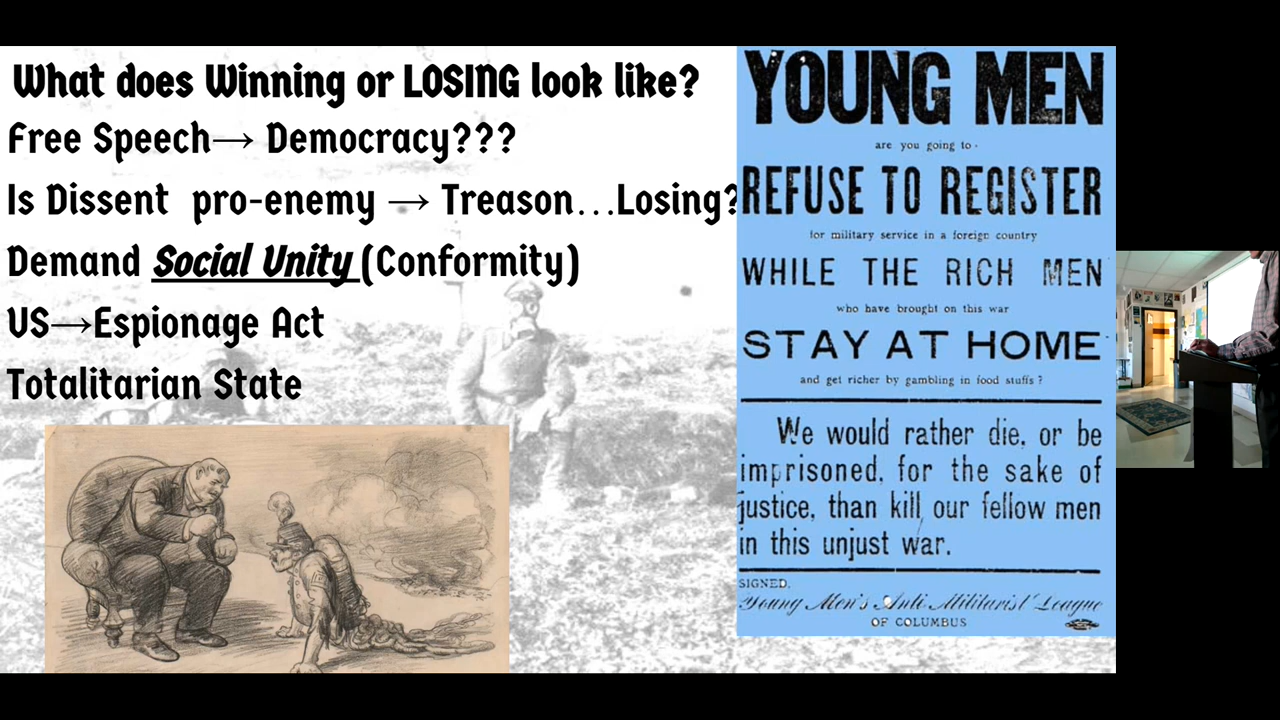 What does Winning or LOSING look like?
Free Speech→ Democracy???
Is Dissent pro-enemy → Treason...Losing?
Demand Social Unity (Conformity)
US→Espionage Act
Totalitarian State
YOUNG MEN
are you going to
REFUSE TO REGISTER
for military service in a foreign country
WHILE THE RICH MEN
who have brought on this war
STAY AT HOME
and get richer by gambling in food stuffs?
We would rather die, or be
imprisoned, for the sake of
justice, than kill our fellow men
in this unjust war.
SIGNED,
Young Men's Anti-Militarist League
OF COLUMBUS